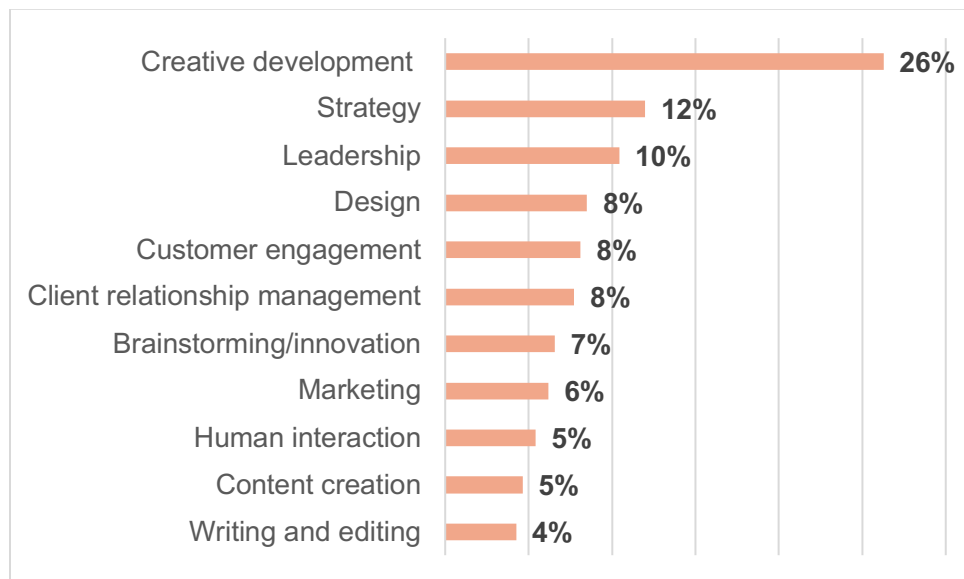 Creative development 26%
Strategy 12%
Leadership 10%
Design 8%
Customer engagement 8%
Client relationship management 8%
Brainstorming/innovation 7%
Marketing 6%
Human interaction 5%
Content creation 5%
Writing and editing 4%